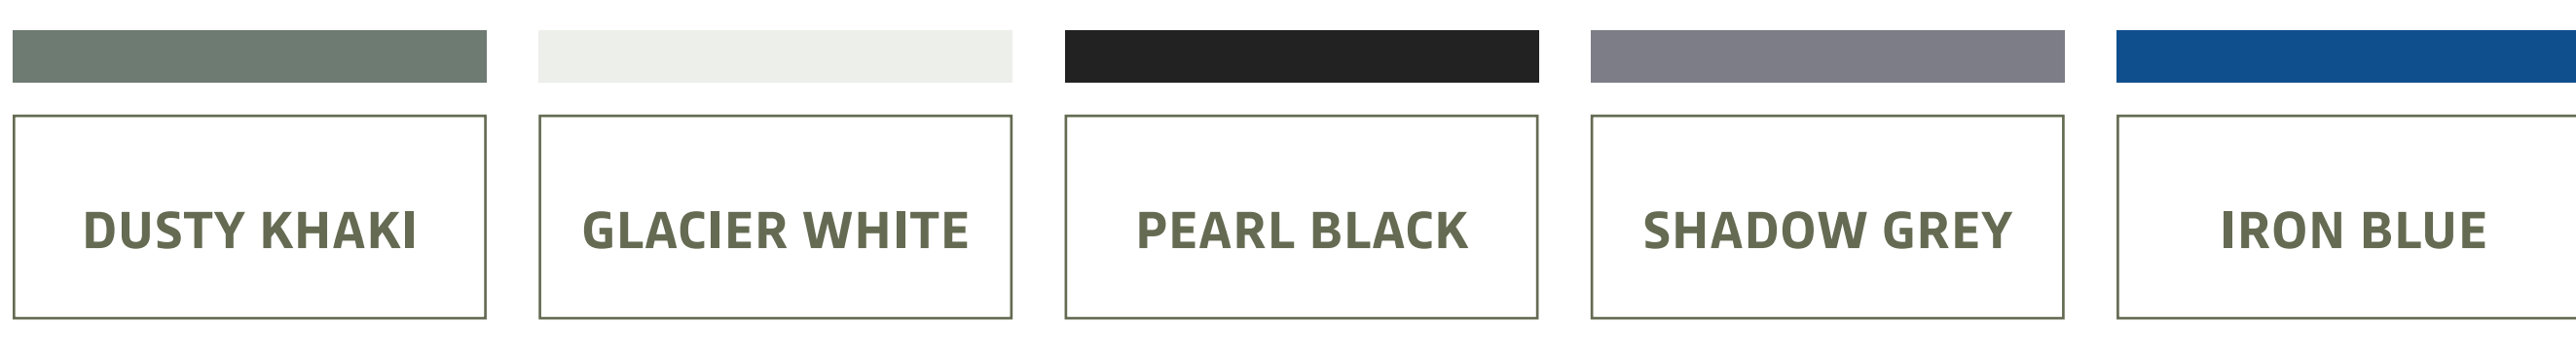 DUSTY KHAKI
GLACIER WHITE
PEARL BLACK
SHADOW GREY
IRON BLUE